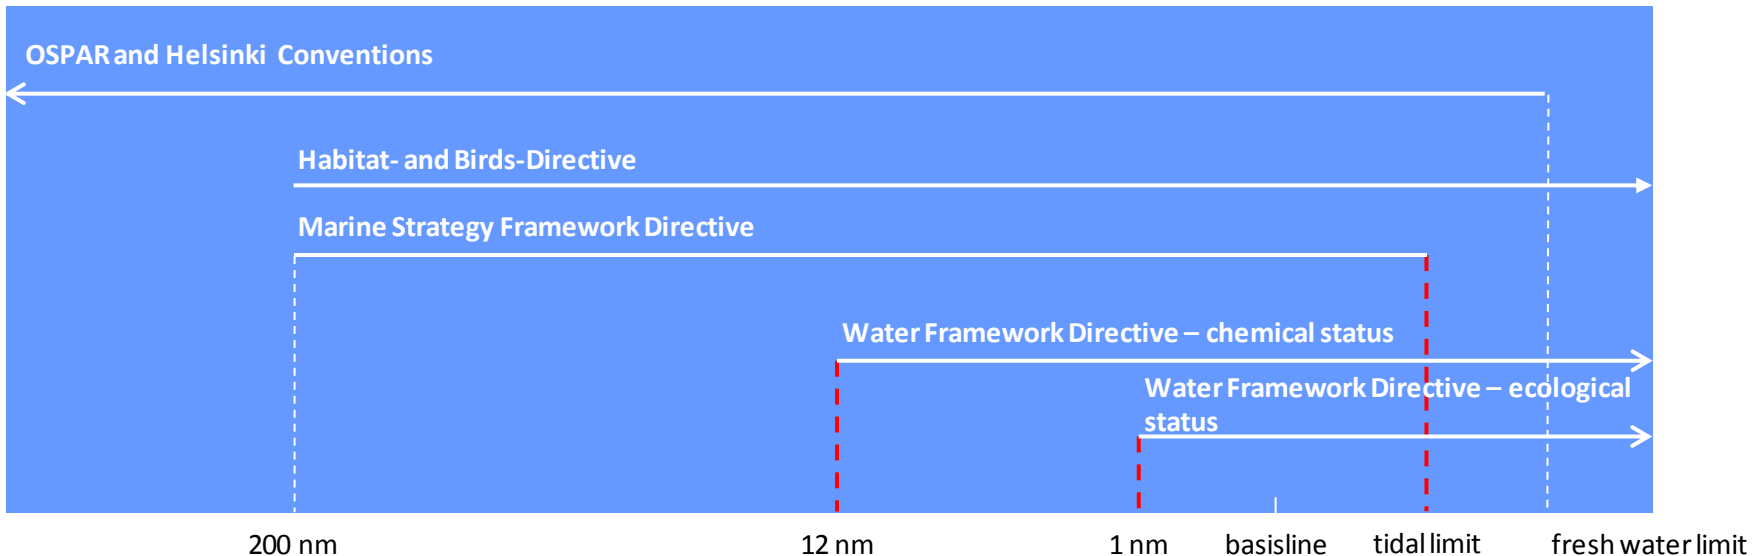 OSPAR and Helsinki Conventions
Habitat- and Birds-Directive
Marine Strategy Framework Directive
Water Framework Directive – chemical status
Water Framework Directive – ecological
status
200 nm
12 nm
1 nm
basisline
tidal limit
fresh water limit